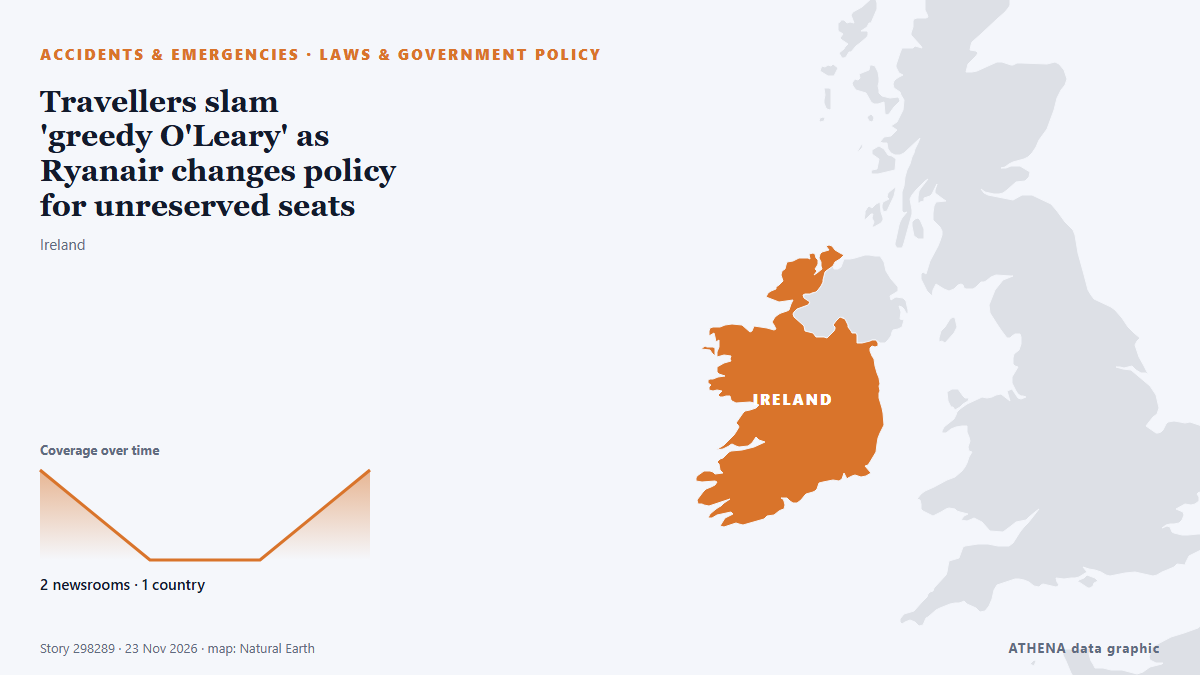 ACCIDENTS & EMERGENCIES · LAWS & GOVERNMENT POLICY
Travellers slam
'greedy O'Leary' as
Ryanair changes policy
for unreserved seats
Ireland
IRELAND
Coverage over time
2 newsrooms · 1 country
Story 298289 · 23 Nov 2026 · map: Natural Earth
ATHENA data graphic